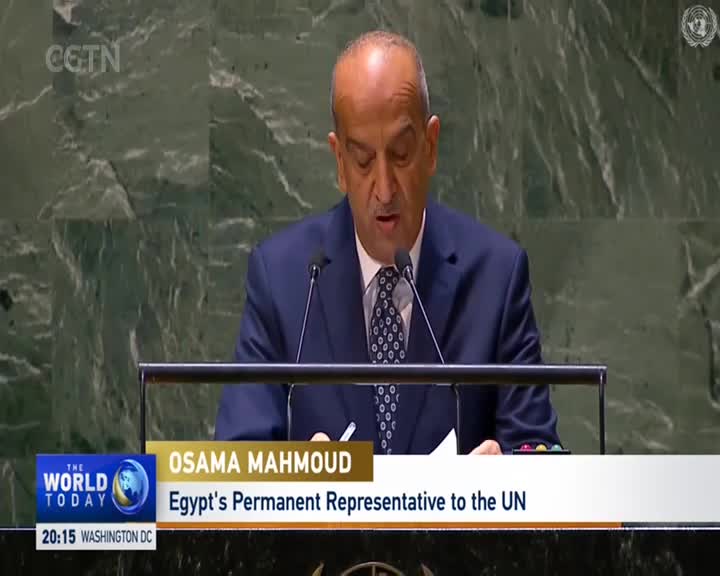 CGTN
OSAMA MAHMOUD
THE
WORLD
TODAY
Egypt's Permanent Representative to the UN
20:15 WASHINGTON DC